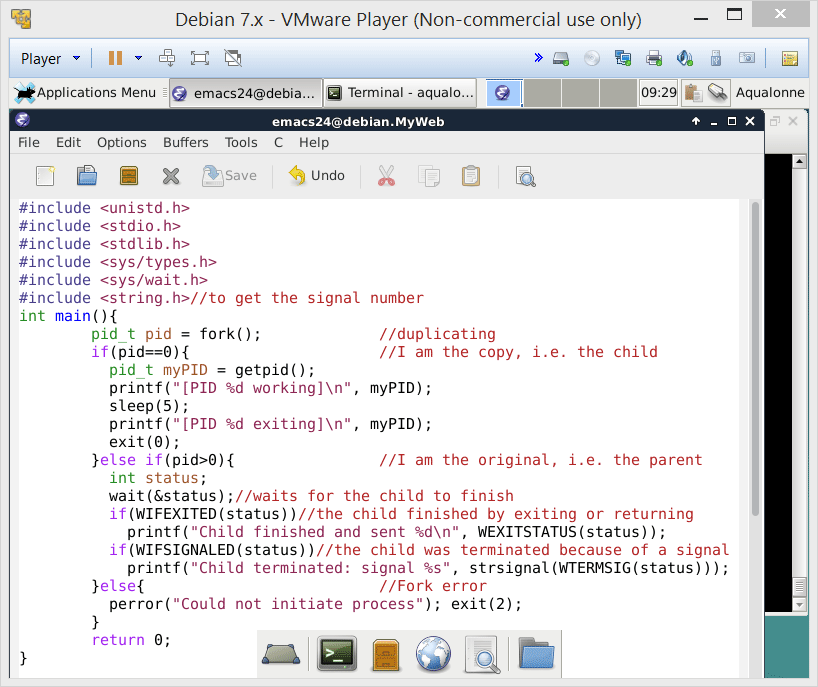 Debian 7.x - VMware Player (Non-commercial use only)
Player
Applications Menu emacs24@debia... Terminal - aqualo... 09:29 Aqualonne
emacs24@debian.MyWeb
File Edit Options Buffers Tools C Help
Save Undo
#include <unistd.h>
#include <stdio.h>
#include <stdlib.h>
#include <sys/types.h>
#include <sys/wait.h>
#include <string.h>//to get the signal number
int main(){
        pid_t pid = fork();             //duplicating
        if(pid==0){                     //I am the copy, i.e. the child
          pid_t myPID = getpid();
          printf("[PID %d working]\n", myPID);
          sleep(5);
          printf("[PID %d exiting]\n", myPID);
          exit(0);
        }else if(pid>0){                //I am the original, i.e. the parent
          int status;
          wait(&status);//waits for the child to finish
          if(WIFEXITED(status))//the child finished by exiting or returning
            printf("Child finished and sent %d\n", WEXITSTATUS(status));
          if(WIFSIGNALED(status))//the child was terminated because of a signal
            printf("Child terminated: signal %s", strsignal(WTERMSIG(status)));
        }else{                          //Fork error
          perror("Could not initiate process"); exit(2);
        }
        return 0;
}